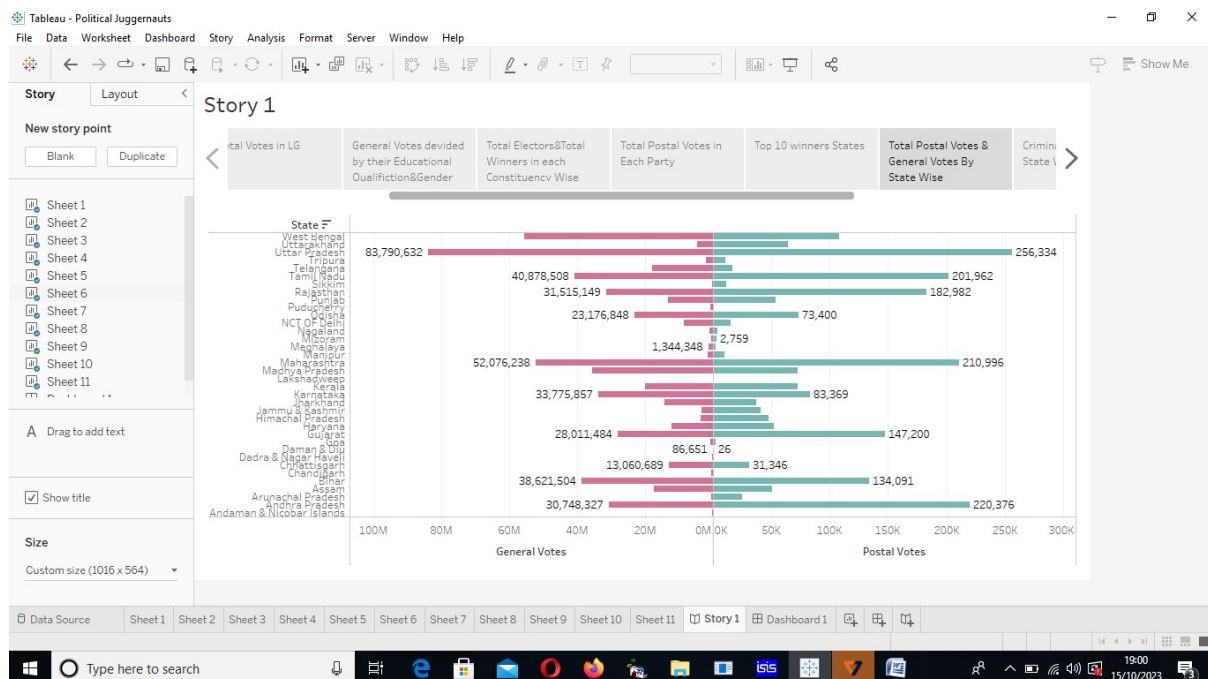 Tableau - Political Juggernauts
File Data Worksheet Dashboard Story Analysis Format Server Window Help
Show Me
Story Layout
New story point
Blank Duplicate
Sheet 1
Sheet 2
Sheet 3
Sheet 4
Sheet 5
Sheet 6
Sheet 7
Sheet 8
Sheet 9
Sheet 10
Sheet 11
A Drag to add text
Show title
Size
Custom size (1016 x 564)
Story 1
Votes in LG
General Votes devided
by their Educational
Qualifiction&Gender
Total Electors&Total
Winners in each
Constituency Wise
Total Postal Votes in
Each Party
Top 10 winners States
Total Postal Votes &
General Votes By
State Wise
State
West Bengal
Uttarakhand
Uttar Pradesh 83,790,632 256,334
Tripura
Telangana
Tamil Nadu 40,878,508 201,962
Sikkim
Rajasthan 31,515,149 182,982
Punjab
Puducherry
Odisha 23,176,848 73,400
NCT OF Delhi
Nagaland
Mizoram 2,759
Meghalaya 1,344,348
Manipur
Maharashtra 52,076,238 210,996
Madhya Pradesh
Lakshadweep
Kerala
Karnataka 33,775,857 83,369
Jharkhand
Jammu & Kashmir
Himachal Pradesh
Haryana
Gujarat 28,011,484 147,200
Goa
Daman & Diu 86,651 26
Dadra & Nagar Haveli
Chhattisgarh 13,060,689 31,346
Chandigarh
Bihar 38,621,504 134,091
Assam
Arunachal Pradesh
Andhra Pradesh 30,748,327 220,376
Andaman & Nicobar Islands
100M 80M 60M 40M 20M 0M 0K 50K 100K 150K 200K 250K 300K
General Votes Postal Votes
Data Source Sheet 1 Sheet 2 Sheet 3 Sheet 4 Sheet 5 Sheet 6 Sheet 7 Sheet 8 Sheet 9 Sheet 10 Sheet 11 Story 1 Dashboard 1
Type here to search
isis
19:00
15/10/2023